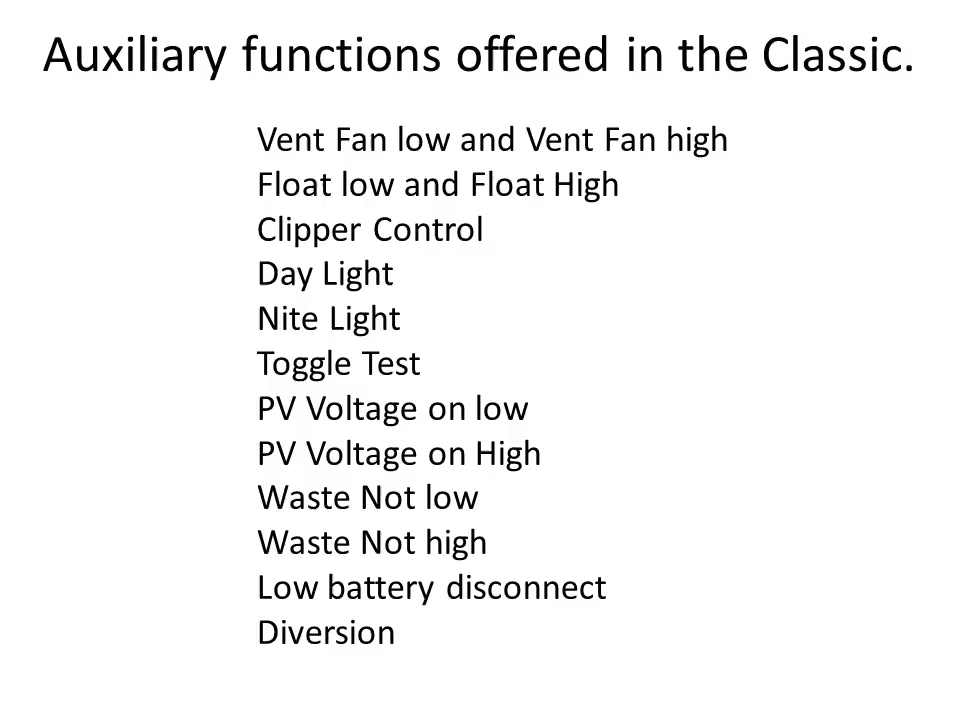 Auxiliary functions offered in the Classic.
Vent Fan low and Vent Fan high
Float low and Float High
Clipper Control
Day Light
Nite Light
Toggle Test
PV Voltage on low
PV Voltage on High
Waste Not low
Waste Not high
Low battery disconnect
Diversion